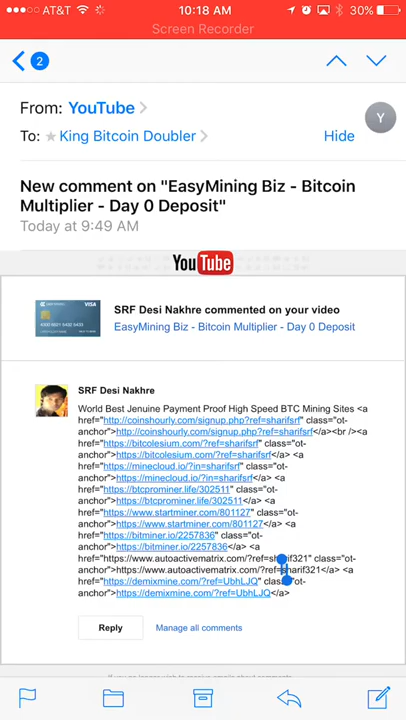 AT&T 10:18 AM 30%
Screen Recorder
2
From: YouTube
To: King Bitcoin Doubler Hide
Y
New comment on "EasyMining Biz - Bitcoin
Multiplier - Day 0 Deposit"
Today at 9:49 AM
YouTube
SRF Desi Nakhre commented on your video
EasyMining Biz - Bitcoin Multiplier - Day 0 Deposit
VISA
SRF Desi Nakhre
World Best Jenuine Payment Proof High Speed BTC Mining Sites <a
href="http://coinshourly.com/signup.php?ref=sharifsrf" class="ot-
anchor">http://coinshourly.com/signup.php?ref=sharifsrf</a><br /><a
href="https://bitcolesium.com/?ref=sharifsrf" class="ot-
anchor">https://bitcolesium.com/?ref=sharifsrf</a> <a
href="https://minecloud.io/?in=sharifsrf" class="ot-
anchor">https://minecloud.io/?in=sharifsrf</a> <a
href="https://btcprominer.life/302511" class="ot-
anchor">https://btcprominer.life/302511</a> <a
href="https://www.startminer.com/801127" class="ot-
anchor">https://www.startminer.com/801127</a> <a
href="https://bitminer.io/2257836" class="ot-
anchor">https://bitminer.io/2257836</a> <a
href="https://www.autoactivematrix.com/?ref=sharif321" class="ot-
anchor">https://www.autoactivematrix.com/?ref=sharif321</a> <a
href="https://demixmine.com/?ref=UbhLJQ" class="ot-
anchor">https://demixmine.com/?ref=UbhLJQ</a>
Reply Manage all comments